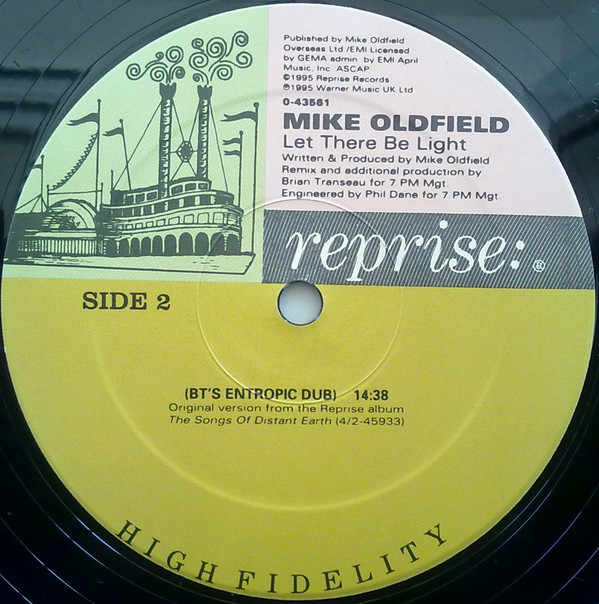 Published by Mike Oldfield
Overseas Ltd /EMI Licensed
by GEMA admin. by EMI April
Music, Inc. ASCAP
©1995 Reprise Records
℗1995 Warner Music UK Ltd
0-43561
MIKE OLDFIELD
Let There Be Light
Written & Produced by Mike Oldfield
Remix and additional production by
Brian Transeau for 7 PM Mgt.
Engineered by Phil Dane for 7 PM Mgt.
reprise: ®
SIDE 2
(BT'S ENTROPIC DUB) 14:38
Original version from the Reprise album
The Songs Of Distant Earth (4/2-45933)
HIGH FIDELITY